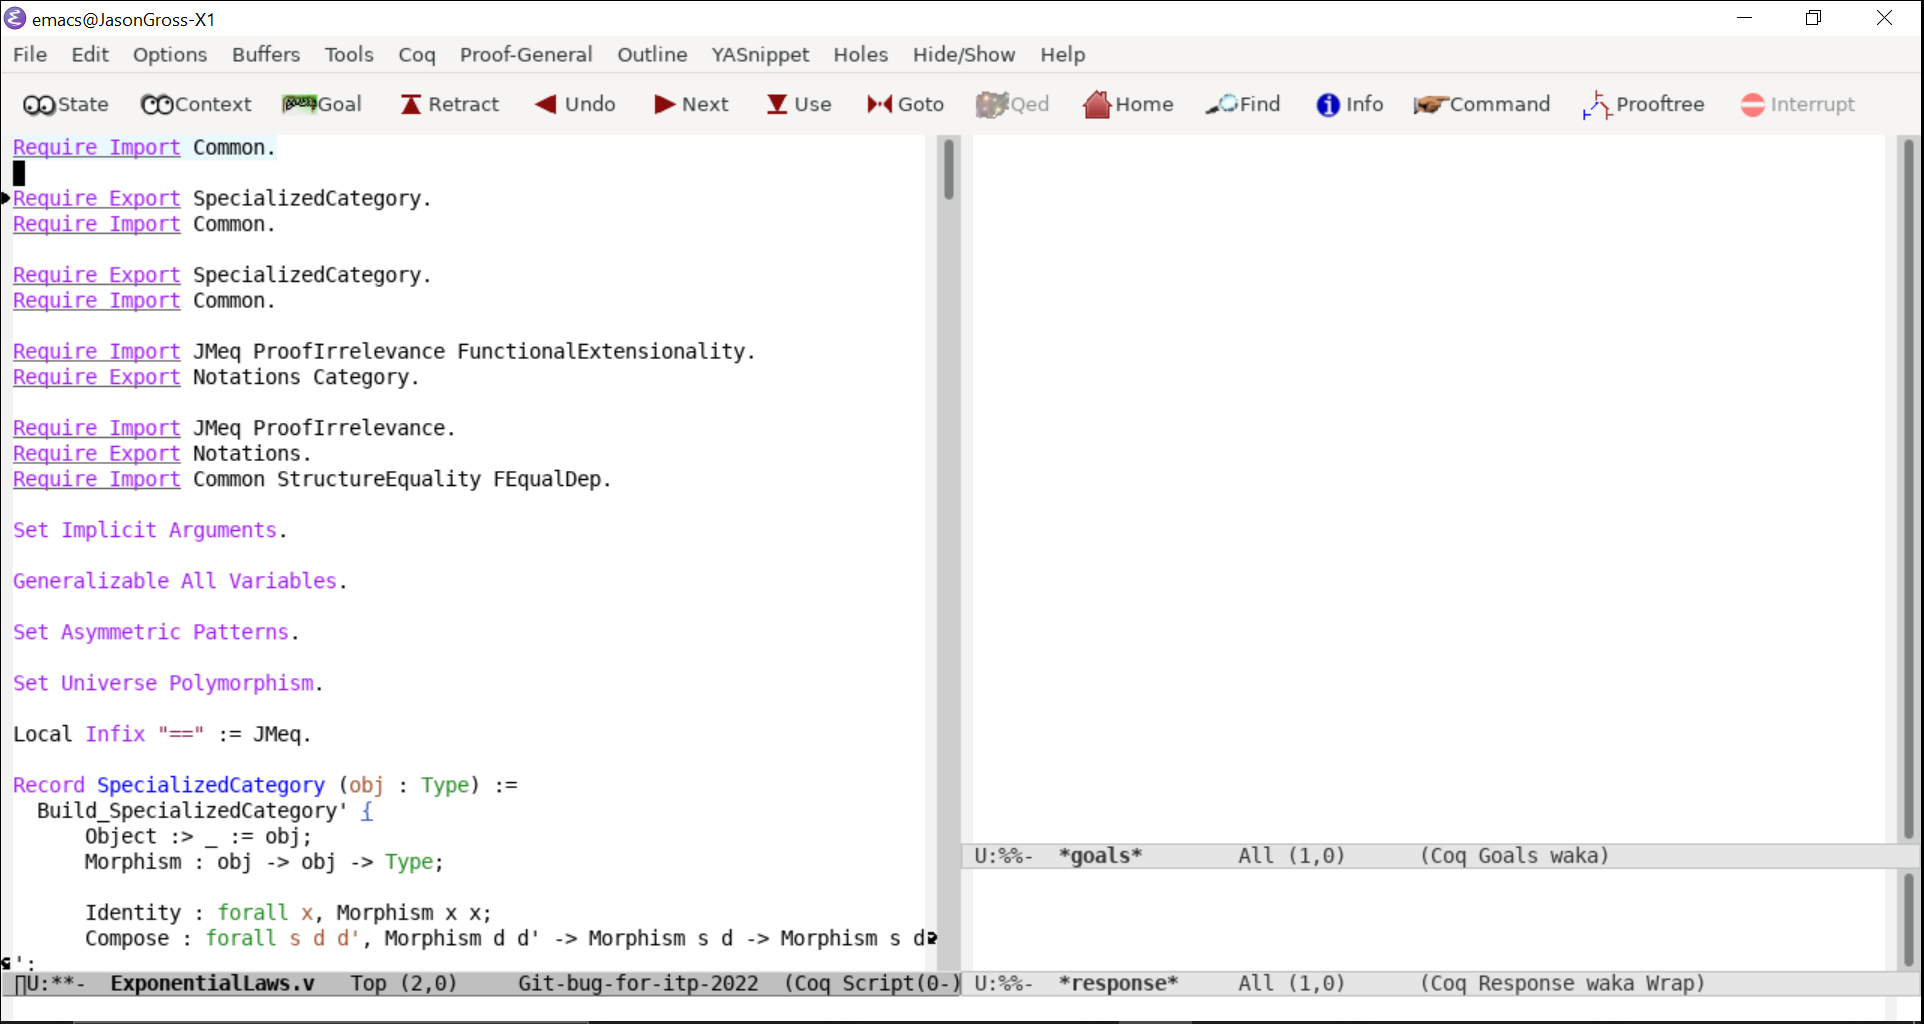 emacs@JasonGross-X1
File Edit Options Buffers Tools Coq Proof-General Outline YASnippet Holes Hide/Show Help
State Context Goal Retract Undo Next Use Goto Qed Home Find Info Command Prooftree Interrupt
Require Import Common.
Require Export SpecializedCategory.
Require Import Common.
Require Export SpecializedCategory.
Require Import Common.
Require Import JMeq ProofIrrelevance FunctionalExtensionality.
Require Export Notations Category.
Require Import JMeq ProofIrrelevance.
Require Export Notations.
Require Import Common StructureEquality FEqualDep.
Set Implicit Arguments.
Generalizable All Variables.
Set Asymmetric Patterns.
Set Universe Polymorphism.
Local Infix "==" := JMeq.
Record SpecializedCategory (obj : Type) :=
Build_SpecializedCategory' {
Object :> _ := obj;
Morphism : obj -> obj -> Type;
Identity : forall x, Morphism x x;
Compose : forall s d d', Morphism d d' -> Morphism s d -> Morphism s d
';
U:**- ExponentialLaws.v Top (2,0) Git-bug-for-itp-2022 (Coq Script(0-)
U:%%- *goals* All (1,0) (Coq Goals waka)
U:%%- *response* All (1,0) (Coq Response waka Wrap)